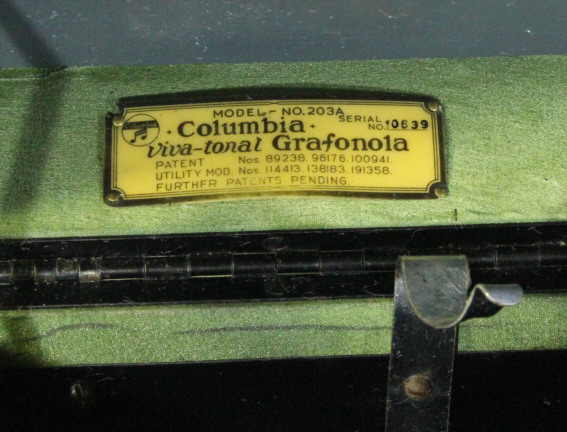 MODEL-NO.203A
Columbia
SERIAL NO. 10639
Viva-tonal Grafonola
PATENT Nos. 89238. 96176. 100941.
UTILITY MOD. Nos. 114413. 138183. 191358.
FURTHER PATENTS PENDING.